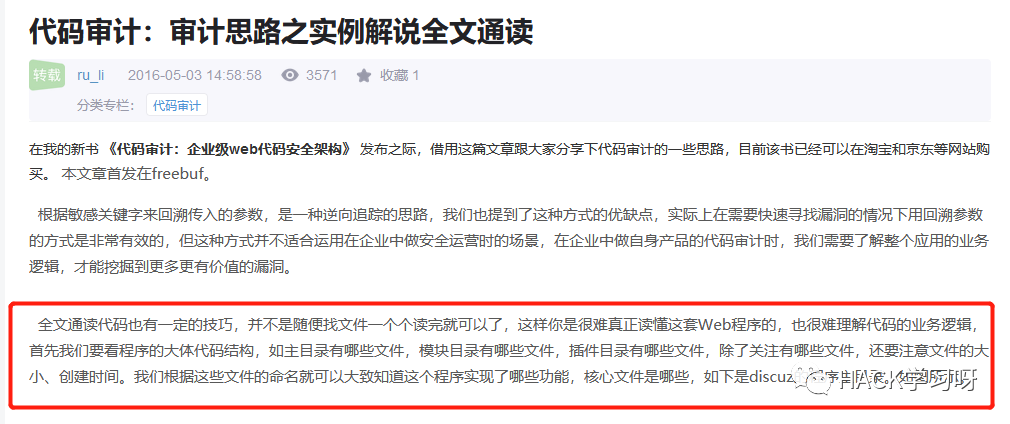 代码审计：审计思路之实例解说全文通读
转载 ru_li 2016-05-03 14:58:58 3571 收藏 1
分类专栏： 代码审计
在我的新书 《代码审计：企业级web代码安全架构》 发布之际，借用这篇文章跟大家分享下代码审计的一些思路，目前该书已经可以在淘宝和京东等网站购
买。 本文章首发在freebuf。
根据敏感关键字来回溯传入的参数，是一种逆向追踪的思路，我们也提到了这种方式的优缺点，实际上在需要快速寻找漏洞的情况下用回溯参数
的方式是非常有效的，但这种方式并不适合运用在企业中做安全运营时的场景，在企业中做自身产品的代码审计时，我们需要了解整个应用的业务
逻辑，才能挖掘到更多更有价值的漏洞。
全文通读代码也有一定的技巧，并不是随便找文件一个个读完就可以了，这样你是很难真正读懂这套Web程序的，也很难理解代码的业务逻辑，
首先我们要看程序的大体代码结构，如主目录有哪些文件，模块目录有哪些文件，插件目录有哪些文件，除了关注有哪些文件，还要注意文件的大
小、创建时间。我们根据这些文件的命名就可以大致知道这个程序实现了哪些功能，核心文件是哪些，如下是discuz
HACK学习呀